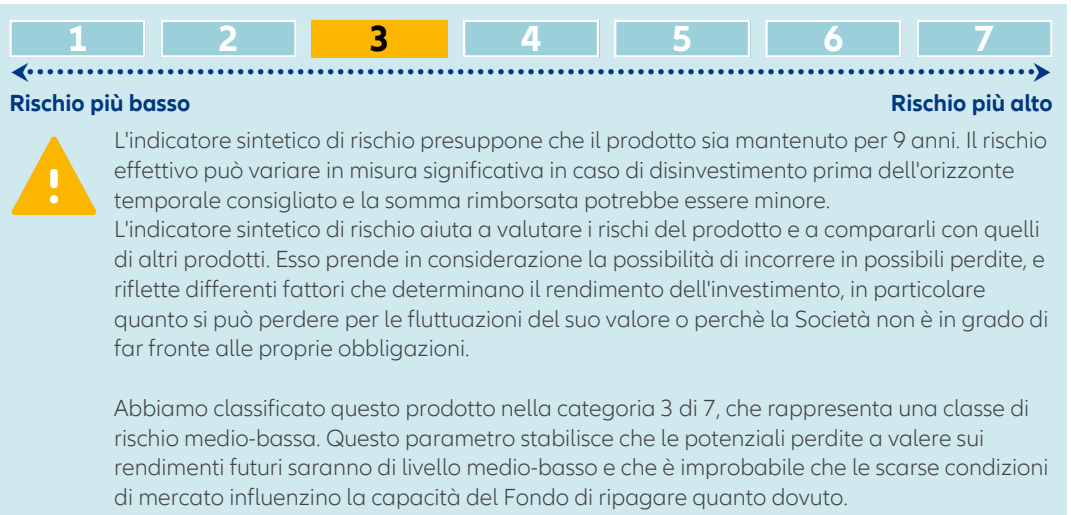 1 2 3 4 5 6 7
Rischio più basso Rischio più alto
L'indicatore sintetico di rischio presuppone che il prodotto sia mantenuto per 9 anni. Il rischio
effettivo può variare in misura significativa in caso di disinvestimento prima dell'orizzonte
temporale consigliato e la somma rimborsata potrebbe essere minore.
L'indicatore sintetico di rischio aiuta a valutare i rischi del prodotto e a compararli con quelli
di altri prodotti. Esso prende in considerazione la possibilità di incorrere in possibili perdite, e
riflette differenti fattori che determinano il rendimento dell'investimento, in particolare
quanto si può perdere per le fluttuazioni del suo valore o perchè la Società non è in grado di
far fronte alle proprie obbligazioni.
Abbiamo classificato questo prodotto nella categoria 3 di 7, che rappresenta una classe di
rischio medio-bassa. Questo parametro stabilisce che le potenziali perdite a valere sui
rendimenti futuri saranno di livello medio-basso e che è improbabile che le scarse condizioni
di mercato influenzino la capacità del Fondo di ripagare quanto dovuto.